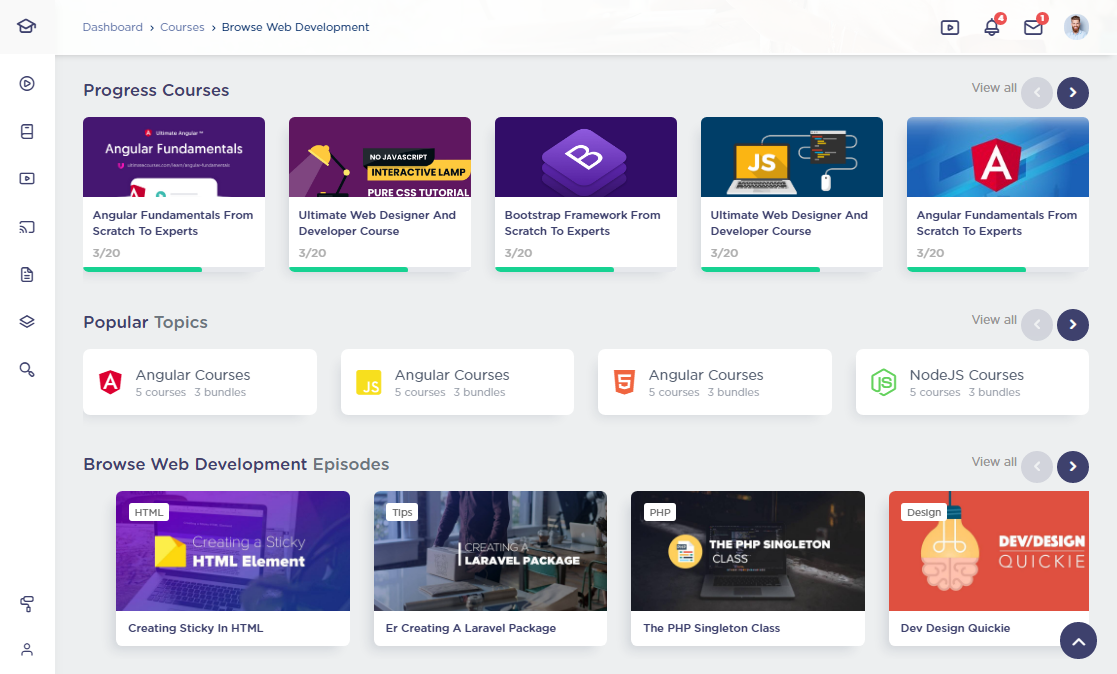 Dashboard › Courses › Browse Web Development
4
1
Progress Courses
View all
Ultimate Angular ™
Angular Fundamentals
ultimatecourses.com/learn/angular-fundamentals
Angular Fundamentals From
Scratch To Experts
3/20
NO JAVASCRIPT
INTERACTIVE LAMP
PURE CSS TUTORIAL
Ultimate Web Designer And
Developer Course
3/20
B
Bootstrap Framework From
Scratch To Experts
3/20
JS
Ultimate Web Designer And
Developer Course
3/20
A
Angular Fundamentals From
Scratch To Experts
3/20
Popular Topics
View all
A
Angular Courses
5 courses 3 bundles
JS
Angular Courses
5 courses 3 bundles
5
Angular Courses
5 courses 3 bundles
JS
NodeJS Courses
5 courses 3 bundles
Browse Web Development Episodes
View all
HTML
Creating a Sticky
HTML Element
Creating Sticky In HTML
Tips
CREATING A
LARAVEL PACKAGE
Er Creating A Laravel Package
PHP
THE PHP SINGLETON
CLASS
The PHP Singleton Class
Design
DEV/DESIGN
QUICKIE
Dev Design Quickie